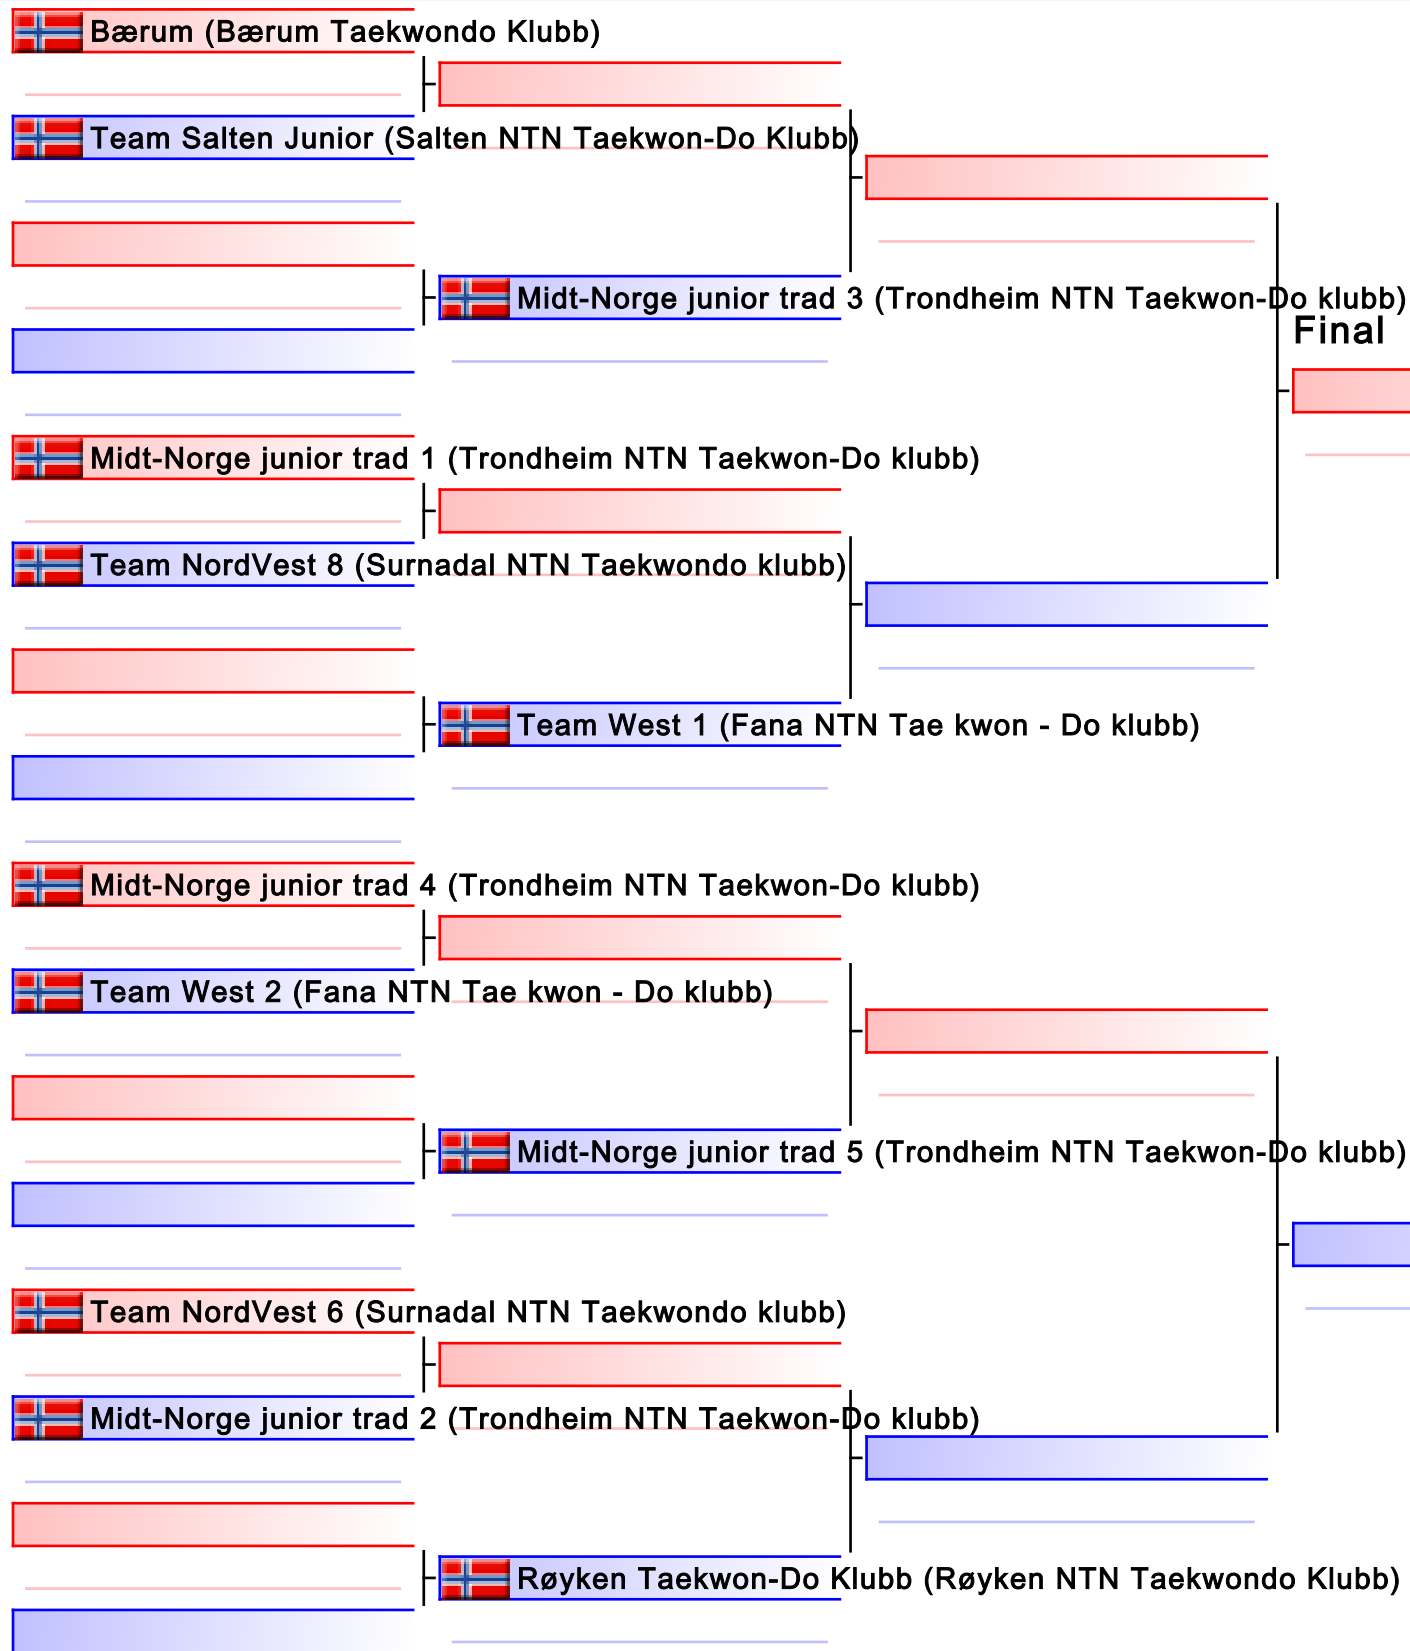 Bærum (Bærum Taekwondo Klubb)
Team Salten Junior (Salten NTN Taekwon-Do Klubb)
Midt-Norge junior trad 3 (Trondheim NTN Taekwon-Do klubb)
Final
Midt-Norge junior trad 1 (Trondheim NTN Taekwon-Do klubb)
Team NordVest 8 (Surnadal NTN Taekwondo klubb)
Team West 1 (Fana NTN Tae kwon - Do klubb)
Midt-Norge junior trad 4 (Trondheim NTN Taekwon-Do klubb)
Team West 2 (Fana NTN Tae kwon - Do klubb)
Midt-Norge junior trad 5 (Trondheim NTN Taekwon-Do klubb)
Team NordVest 6 (Surnadal NTN Taekwondo klubb)
Midt-Norge junior trad 2 (Trondheim NTN Taekwon-Do klubb)
Røyken Taekwon-Do Klubb (Røyken NTN Taekwondo Klubb)